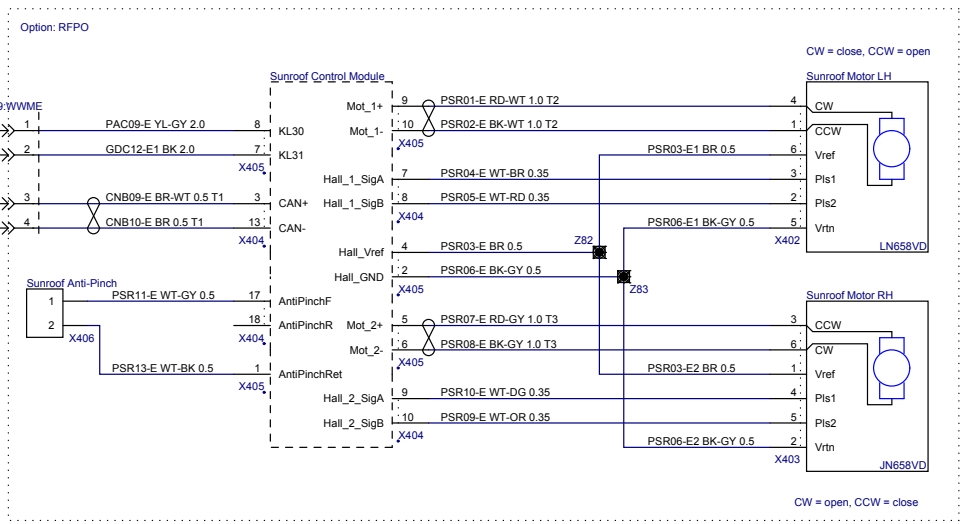 Option: RFPO
CW = close, CCW = open
Sunroof Control Module
Sunroof Motor LH
9:WWME
1 PAC09-E YL-GY 2.0 8 KL30
2 GDC12-E1 BK 2.0 7 KL31
X405
3 CNB09-E BR-WT 0.5 T1 3 CAN+
4 CNB10-E BR 0.5 T1 13 CAN-
X404
Mot_1+ 9 PSR01-E RD-WT 1.0 T2 4 CW
Mot_1- 10 PSR02-E BK-WT 1.0 T2 1 CCW
X405
PSR03-E1 BR 0.5 6 Vref
Hall_1_SigA 7 PSR04-E WT-BR 0.35 3 Pls1
Hall_1_SigB 8 PSR05-E WT-RD 0.35 2 Pls2
X404
PSR06-E1 BK-GY 0.5 5 Vrtn
X402
LN658VD
Hall_Vref 4 PSR03-E BR 0.5 Z82
Hall_GND 2 PSR06-E BK-GY 0.5 Z83
X405
Sunroof Anti-Pinch
1 PSR11-E WT-GY 0.5 17 AntiPinchF
2
X406
18 AntiPinchR
X404
PSR13-E WT-BK 0.5 1 AntiPinchRet
X405
Sunroof Motor RH
Mot_2+ 5 PSR07-E RD-GY 1.0 T3 3 CCW
Mot_2- 6 PSR08-E BK-GY 1.0 T3 6 CW
X405
PSR03-E2 BR 0.5 1 Vref
Hall_2_SigA 9 PSR10-E WT-DG 0.35 4 Pls1
Hall_2_SigB 10 PSR09-E WT-OR 0.35 5 Pls2
X404
PSR06-E2 BK-GY 0.5 2 Vrtn
X403
JN658VD
CW = open, CCW = close